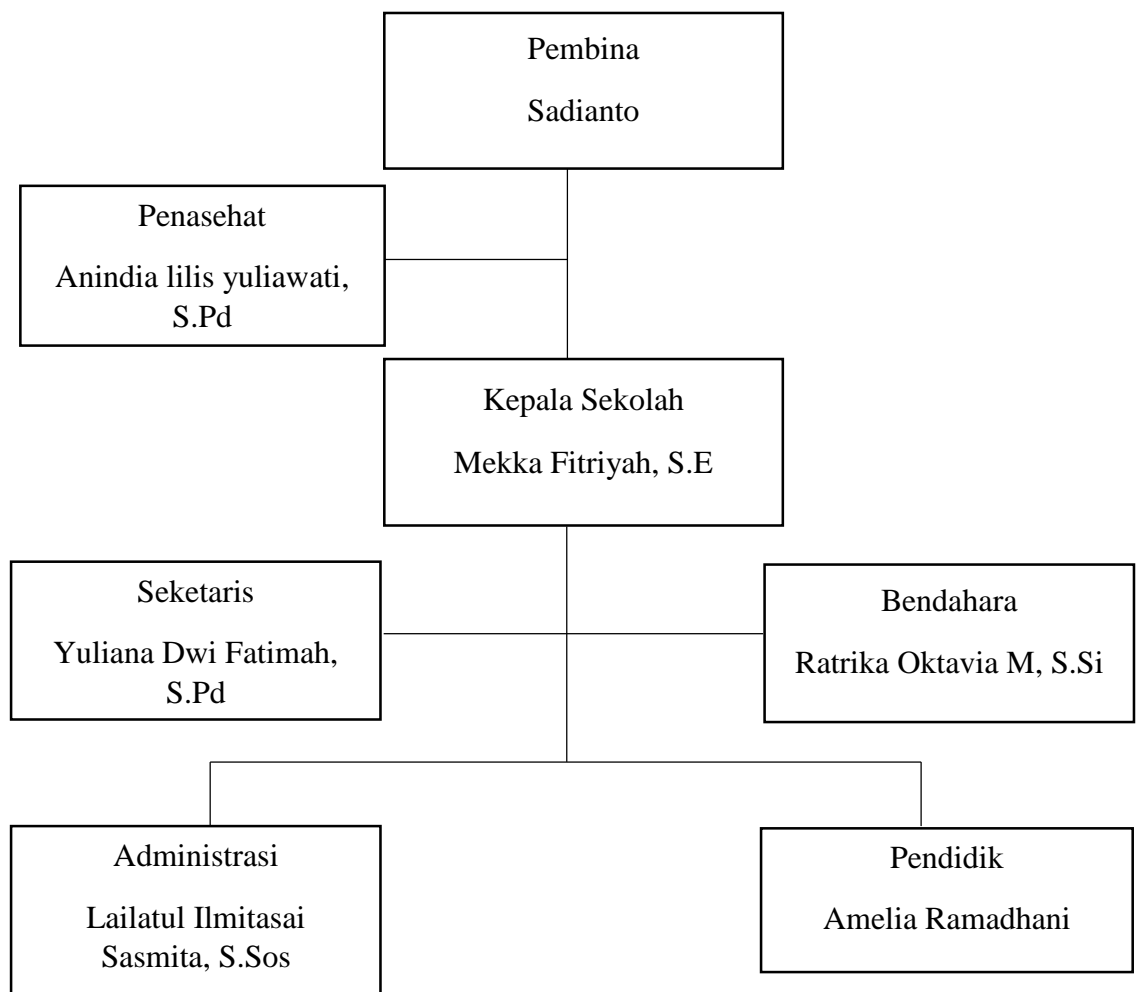 Pembina
Sadianto
Penasehat
Anindia lilis yuliawati,
S.Pd
Kepala Sekolah
Mekka Fitriyah, S.E
Seketaris
Yuliana Dwi Fatimah,
S.Pd
Bendahara
Ratrika Oktavia M, S.Si
Administrasi
Lailatul Ilmitasai
Sasmita, S.Sos
Pendidik
Amelia Ramadhani